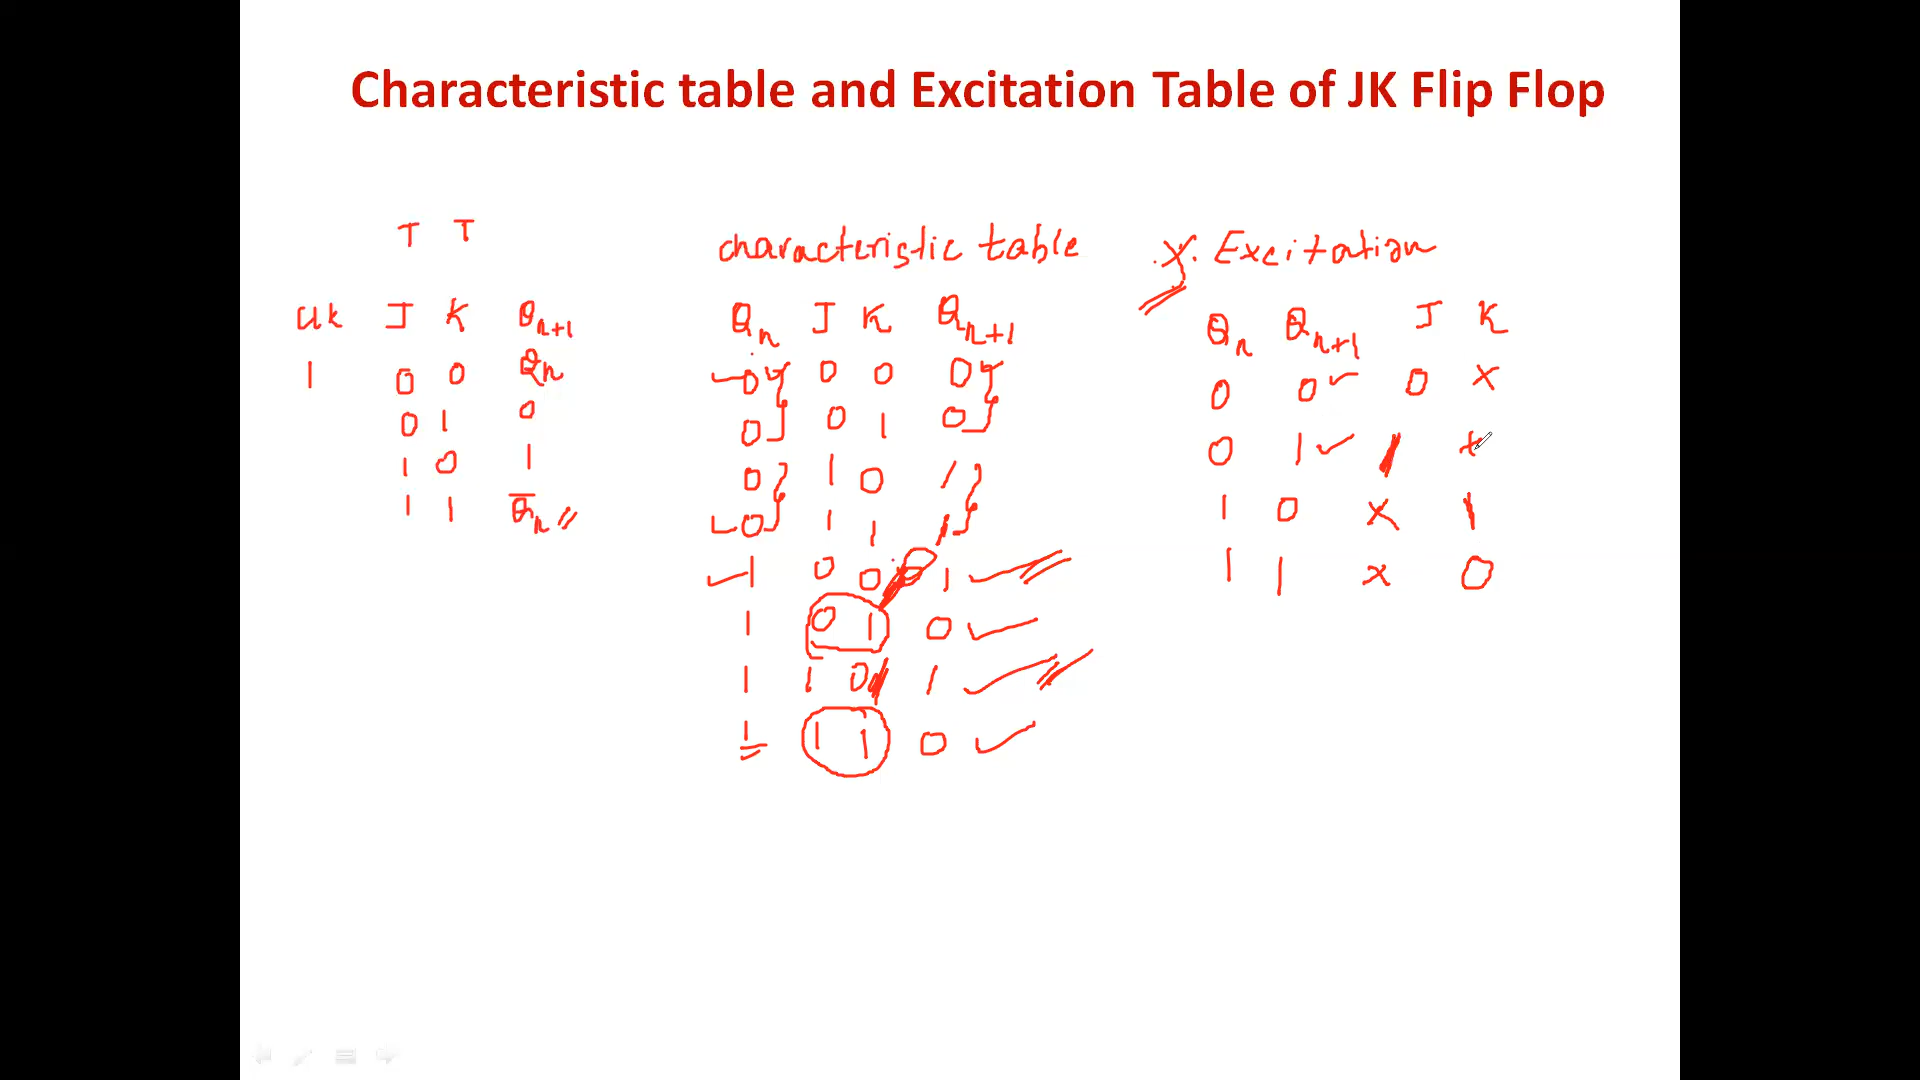 Characteristic table and Excitation Table of JK Flip Flop
T T
characteristic table
Excitation
Clk J K Qn+1
1 0 0 Qn
0 1 0
1 0 1
1 1 Q̅n
Qn J K Qn+1
0 0 0 0
0 0 1 0
0 1 0 1
0 1 1 1
1 0 0 1
1 0 1 0
1 1 0 1
1 1 1 0
Qn Qn+1 J K
0 0 0 x
0 1 1 x
1 0 x 1
1 1 x 0